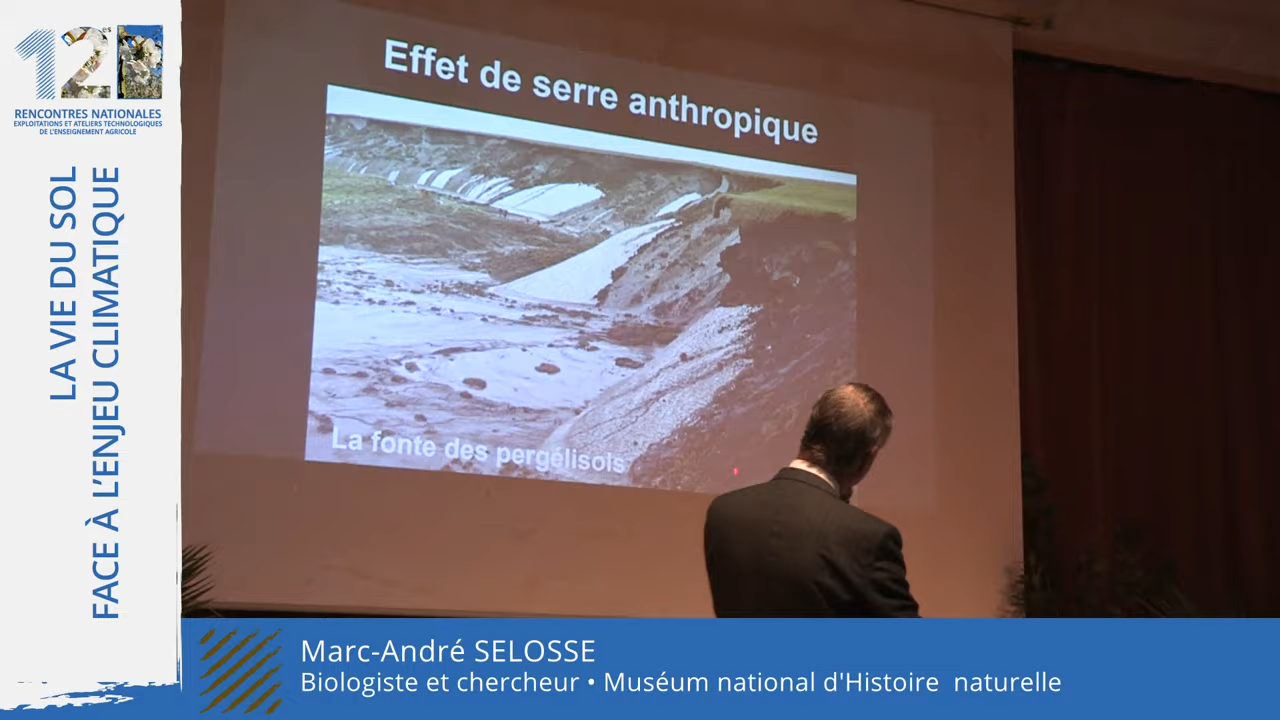 12es
RENCONTRES NATIONALES
EXPLOITATIONS ET ATELIERS TECHNOLOGIQUES
DE L'ENSEIGNEMENT AGRICOLE
LA VIE DU SOL
FACE À L'ENJEU CLIMATIQUE
Effet de serre anthropique
La fonte des pergélisols
Marc-André SELOSSE
Biologiste et chercheur • Muséum national d'Histoire naturelle